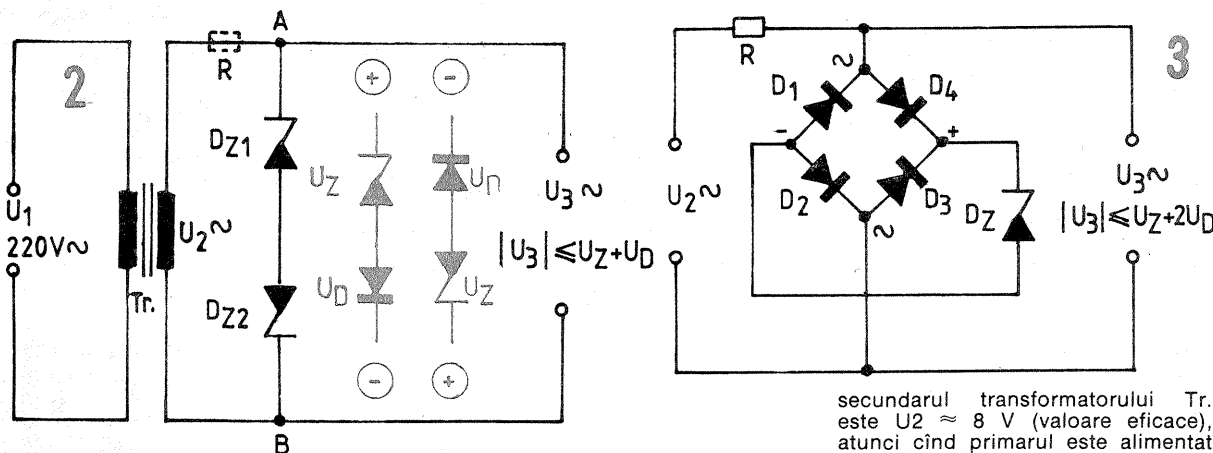 2
A
R
DZ1
DZ2
B
U1
220V~
Tr.
U2~
+
-
UZ
UD
-
UD
UZ
+
U3~
|U3| ≤ UZ+UD
3
R
U2~
~
D1
D4
-
+
D2
D3
~
DZ
U3~
|U3| ≤ UZ+2UD
secundarul transformatorului Tr.
este U2 ≈ 8 V (valoare eficace),
atunci cînd primarul este alimentat